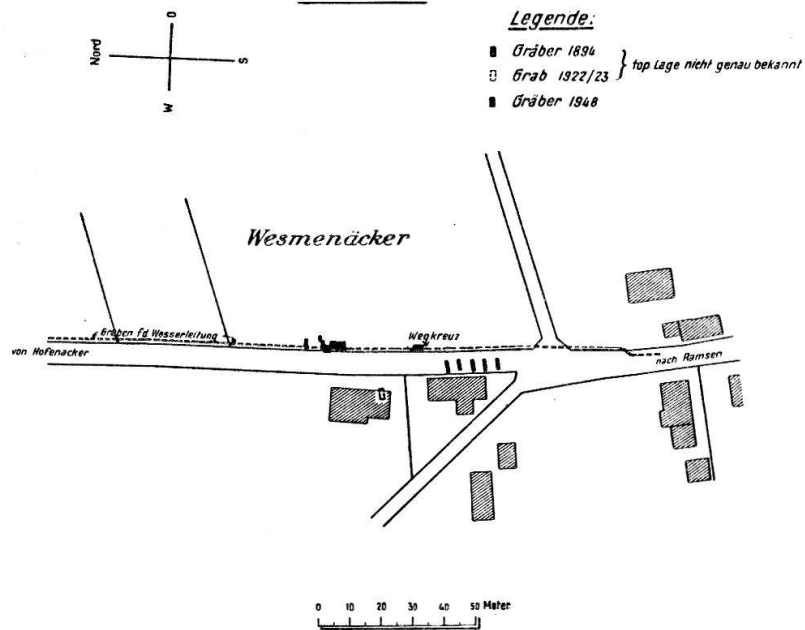 Legende:
Gräber 1894
Grab 1922/23
Gräber 1948
top Lage nicht genau bekannt
Nord
O
S
W
Wesmenäcker
Graben f.d. Wasserleitung
Wegkreuz
von Hofenacker
nach Ramsen
0 10 20 30 40 50 Meter